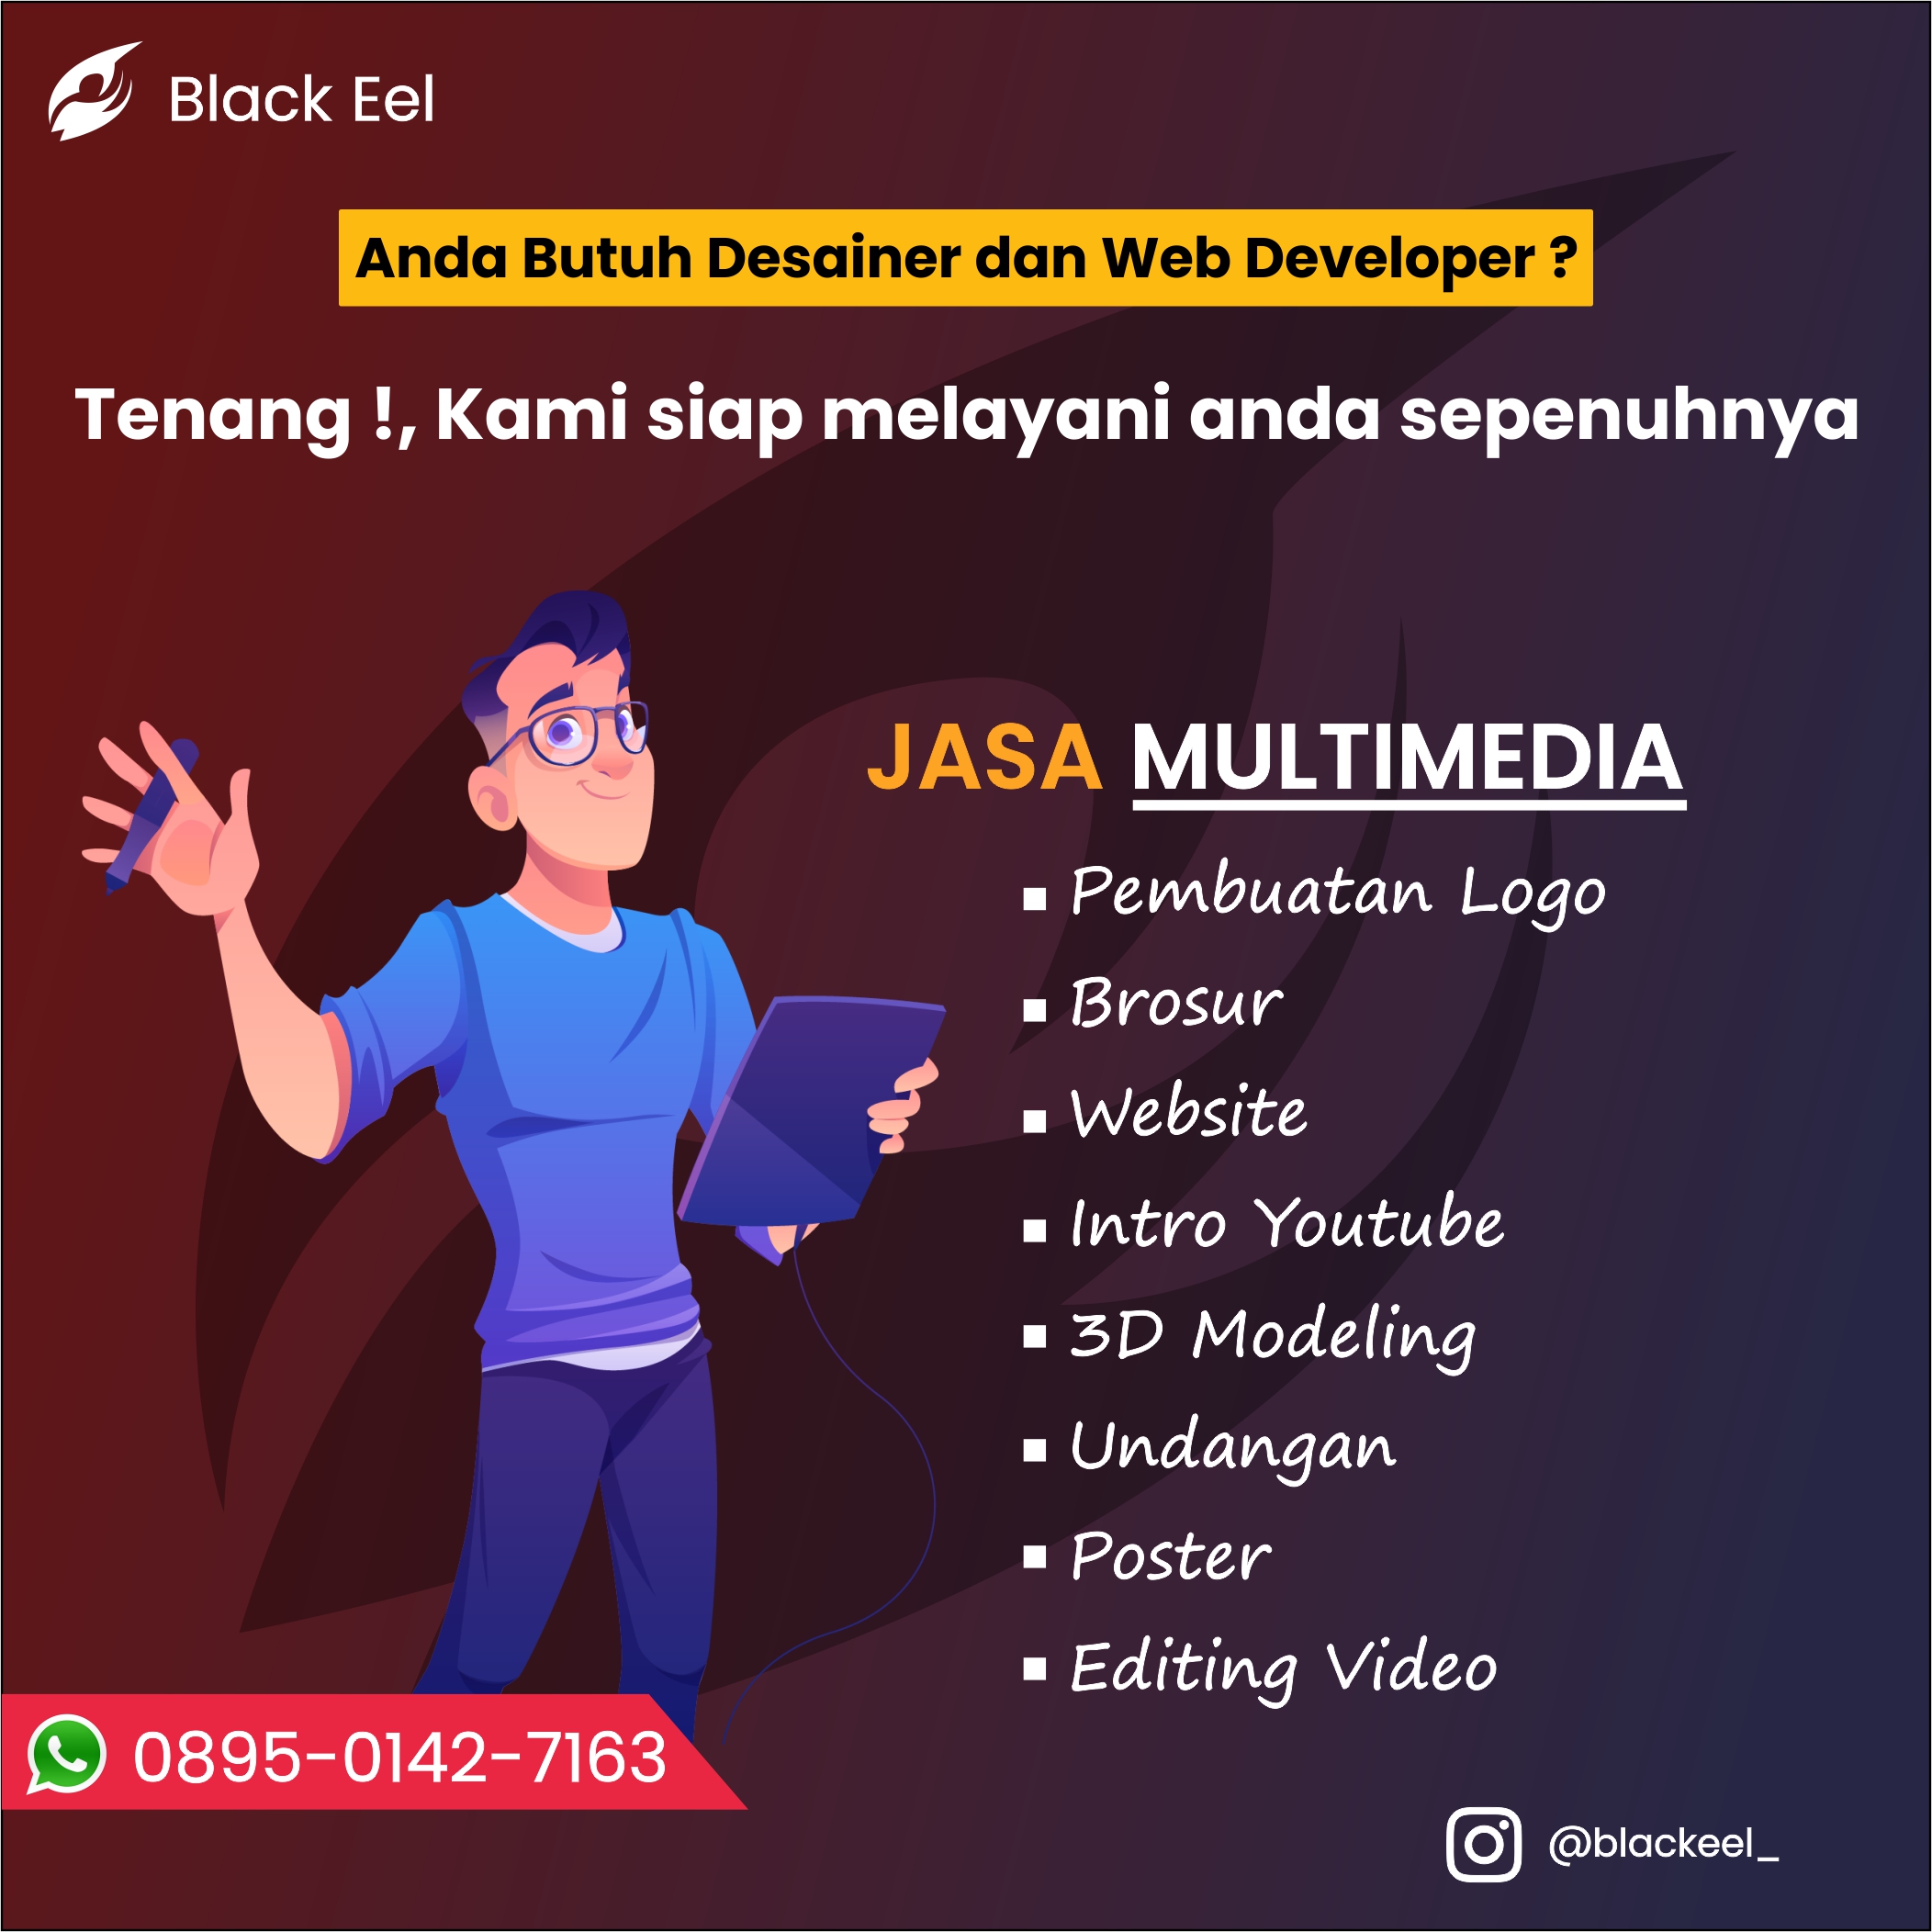 Black Eel
Anda Butuh Desainer dan Web Developer ?
Tenang !, Kami siap melayani anda sepenuhnya
JASA MULTIMEDIA
Pembuatan Logo
Brosur
Website
Intro Youtube
3D Modeling
Undangan
Poster
Editing Video
0895-0142-7163
@blackeel_